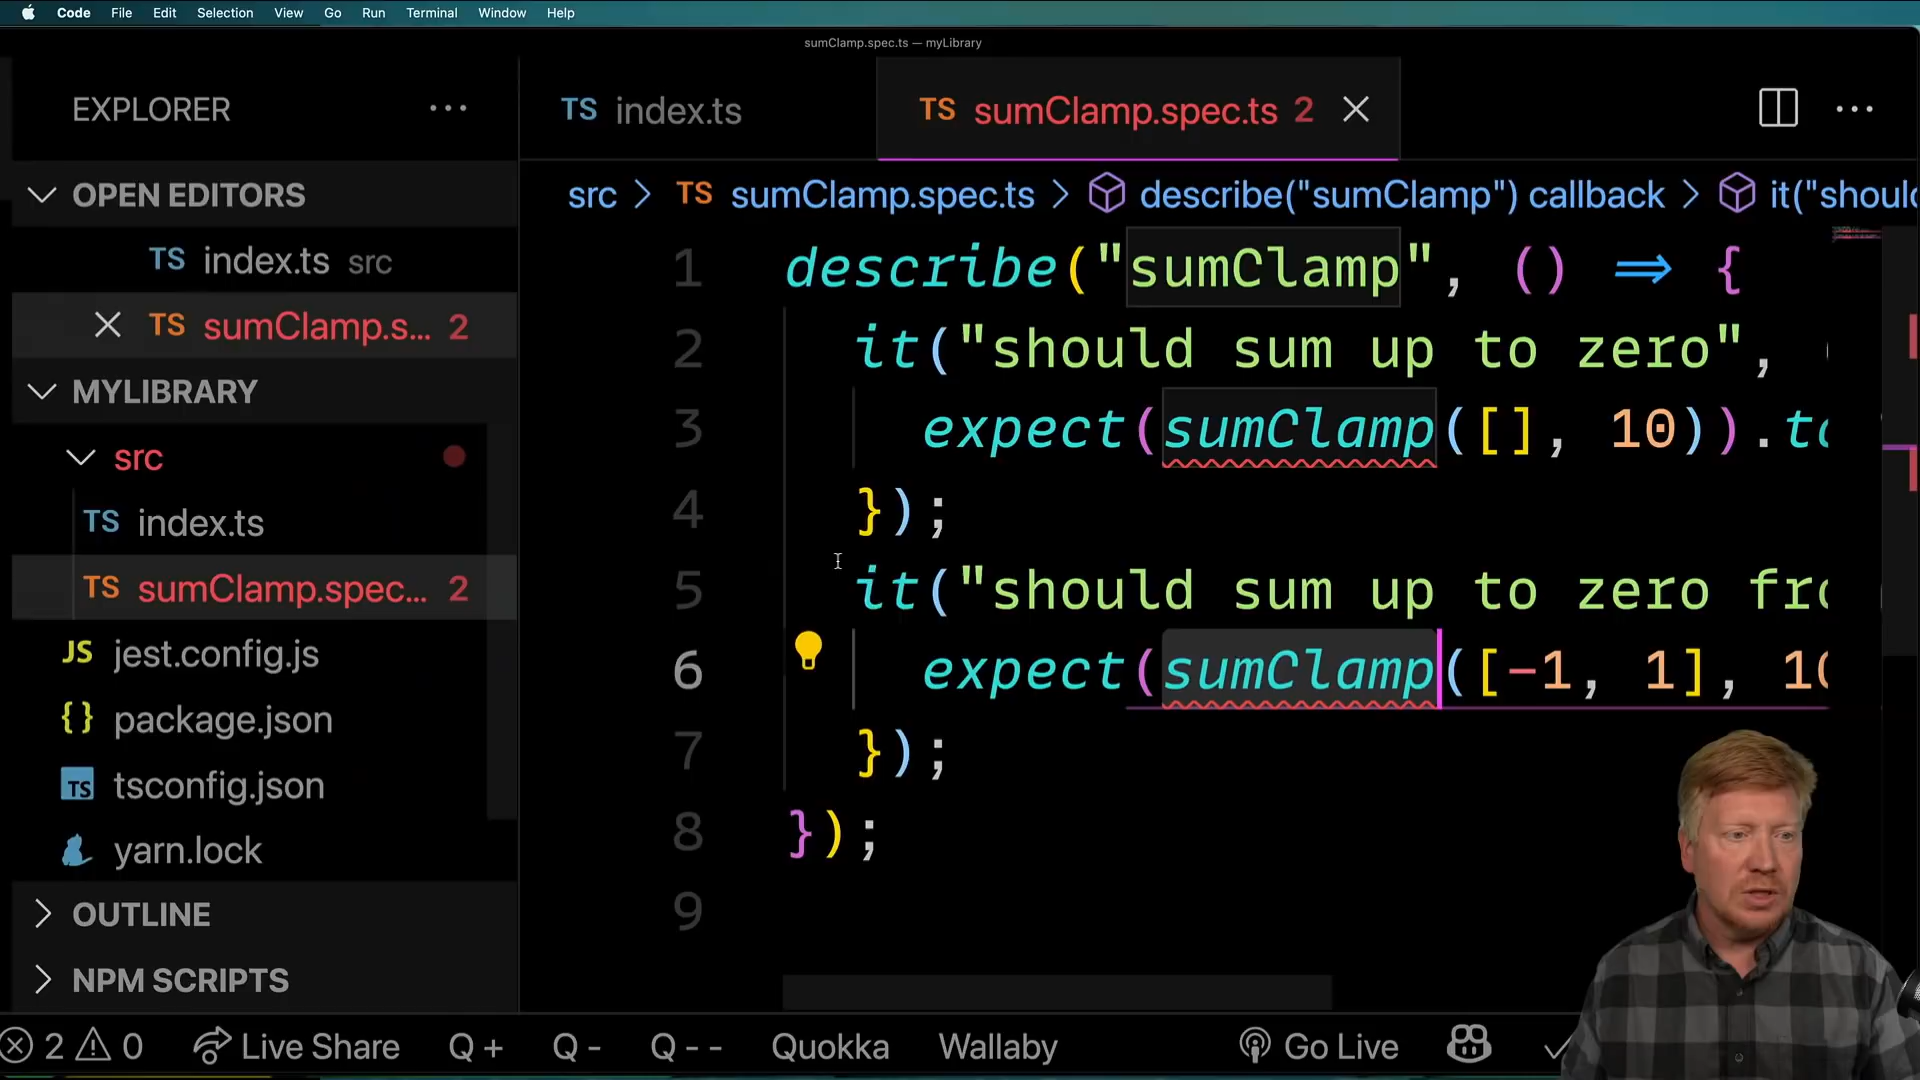 Code File Edit Selection View Go Run Terminal Window Help
sumClamp.spec.ts — myLibrary
EXPLORER
OPEN EDITORS
TS index.ts src
TS sumClamp.s... 2
MYLIBRARY
src
TS index.ts
TS sumClamp.spec... 2
JS jest.config.js
{} package.json
TS tsconfig.json
yarn.lock
OUTLINE
NPM SCRIPTS
TS index.ts
TS sumClamp.spec.ts 2
src > TS sumClamp.spec.ts > describe("sumClamp") callback > it("should
1 describe("sumClamp", () => {
2 it("should sum up to zero",
3 expect(sumClamp([], 10)).to
4 });
5 it("should sum up to zero fro
6 expect(sumClamp([-1, 1], 10
7 });
8 });
9
2 0 Live Share Q + Q - Q - - Quokka Wallaby Go Live